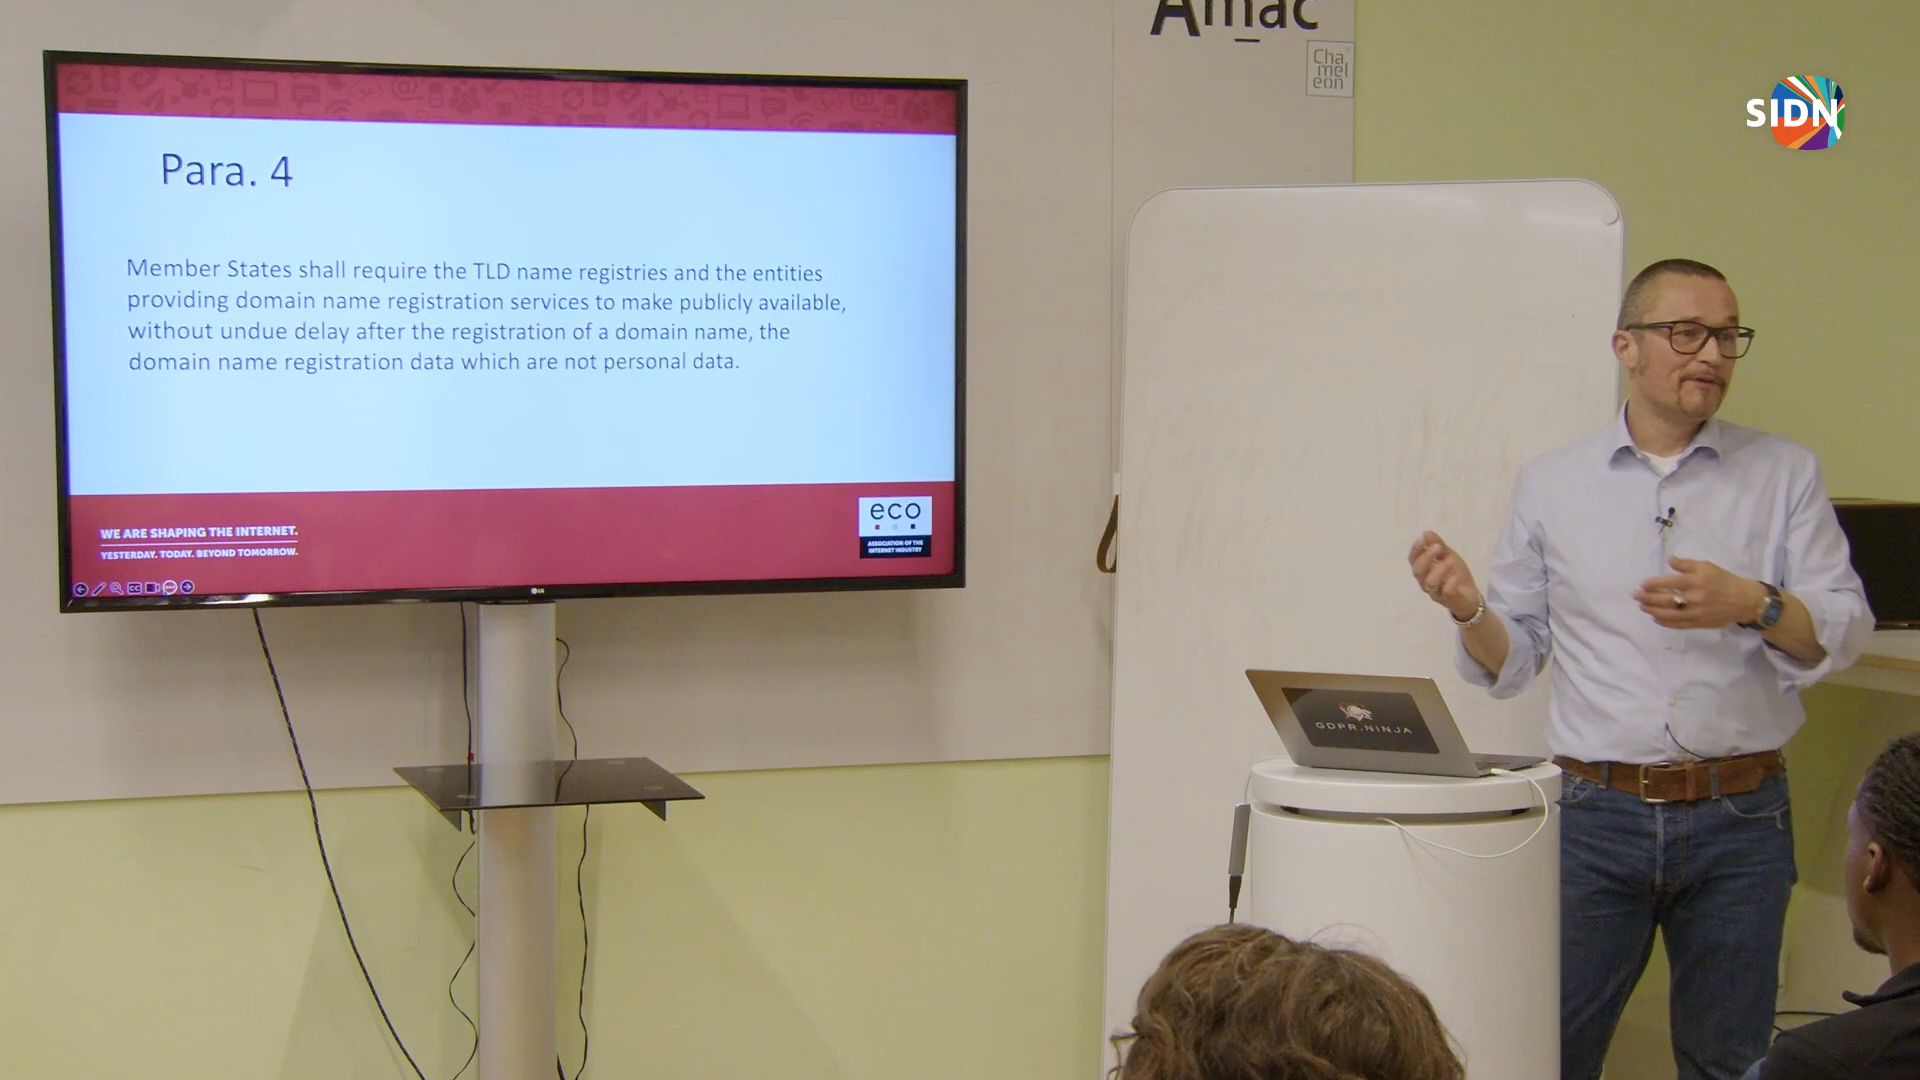 Amac
Cha
mel
eon
SIDN
Para. 4
Member States shall require the TLD name registries and the entities
providing domain name registration services to make publicly available,
without undue delay after the registration of a domain name, the
domain name registration data which are not personal data.
WE ARE SHAPING THE INTERNET.
YESTERDAY. TODAY. BEYOND TOMORROW.
eco
ASSOCIATION OF THE
INTERNET INDUSTRY
CC
LG
GDPR.NINJA